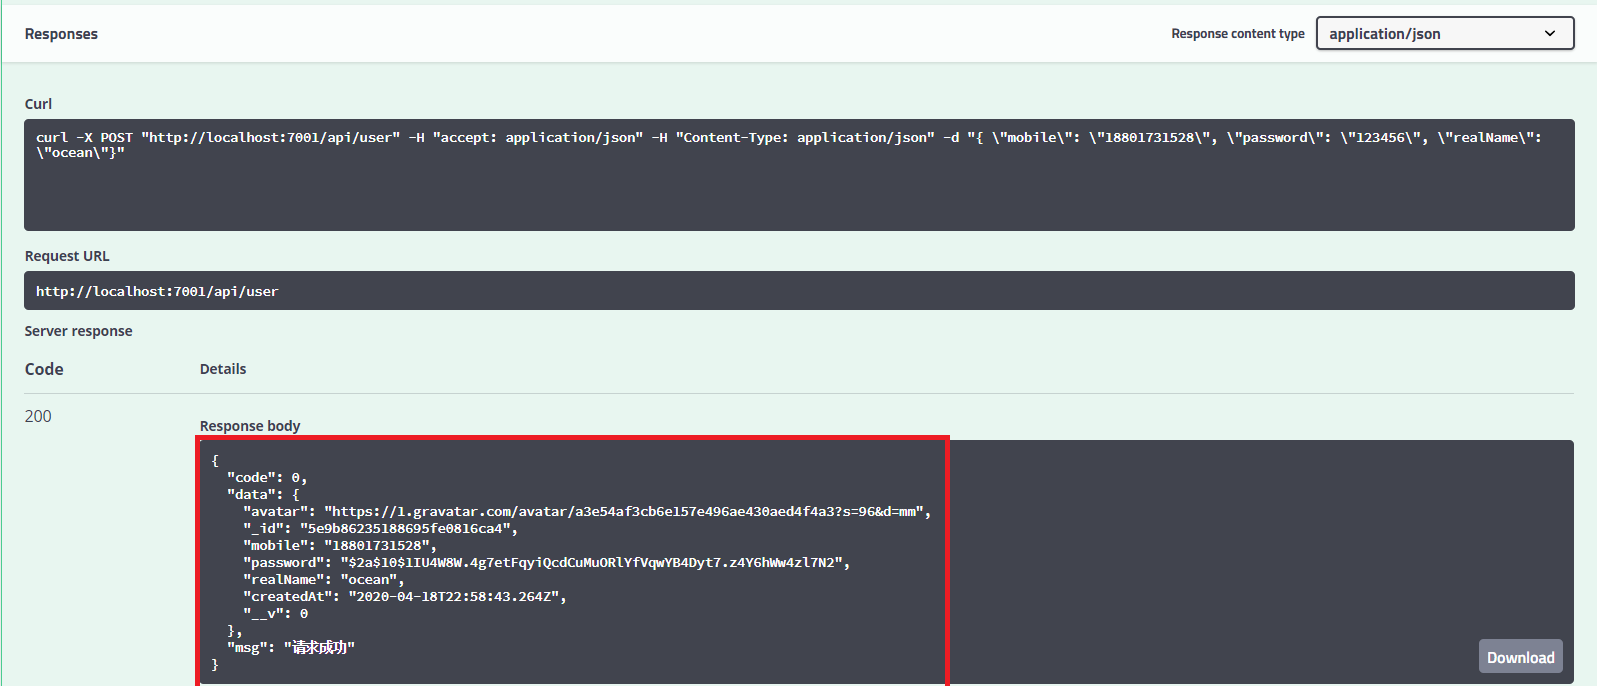 Responses
Response content type
application/json
Curl
curl -X POST "http://localhost:7001/api/user" -H "accept: application/json" -H "Content-Type: application/json" -d "{ \"mobile\": \"18801731528\", \"password\": \"123456\", \"realName\":
\"ocean\"}"
Request URL
http://localhost:7001/api/user
Server response
Code
Details
200
Response body
{
"code": 0,
"data": {
"avatar": "https://1.gravatar.com/avatar/a3e54af3cb6e157e496ae430aed4f4a3?s=96&d=mm",
"_id": "5e9b86235188695fe0816ca4",
"mobile": "18801731528",
"password": "$2a$10$1IU4W8W.4g7etFqyiQcdCuMuORlYfVqwYB4Dyt7.z4Y6hWw4zl7N2",
"realName": "ocean",
"createdAt": "2020-04-18T22:58:43.264Z",
"__v": 0
},
"msg": "请求成功"
}
Download